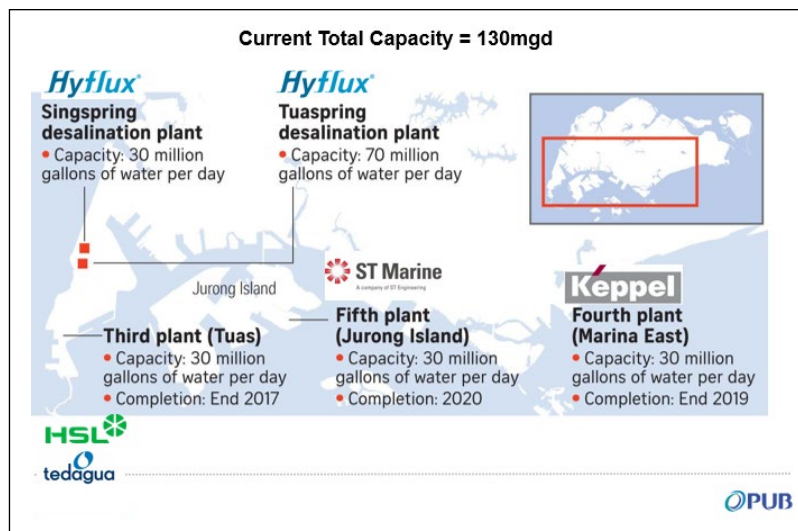 Current Total Capacity = 130mgd
Hyflux
Singspring
desalination plant
• Capacity: 30 million
gallons of water per day
Hyflux
Tuaspring
desalination plant
• Capacity: 70 million
gallons of water per day
Jurong Island
Third plant (Tuas)
• Capacity: 30 million
gallons of water per day
• Completion: End 2017
HSL
tedagua
ST Marine
A company of ST Engineering
Fifth plant
(Jurong Island)
• Capacity: 30 million
gallons of water per day
• Completion: 2020
Keppel
Fourth plant
(Marina East)
• Capacity: 30 million
gallons of water per day
• Completion: End 2019
PUB